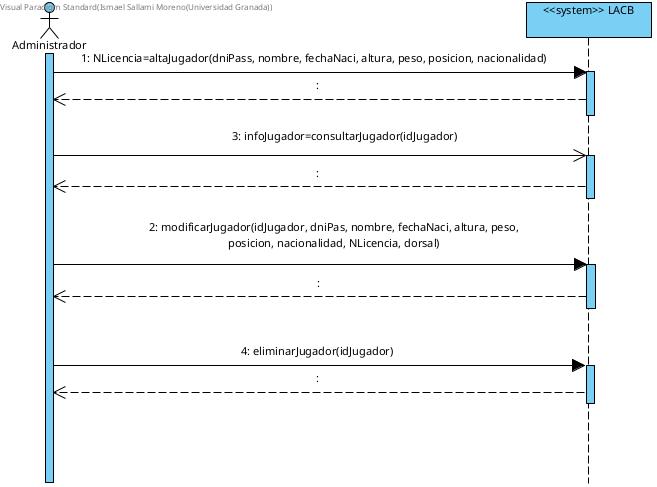 Visual Paradigm Standard(Ismael Sallami Moreno(Universidad Granada))
<<system>> LACB
Administrador
1: NLicencia=altaJugador(dniPass, nombre, fechaNaci, altura, peso, posicion, nacionalidad)
:
3: infoJugador=consultarJugador(idJugador)
:
2: modificarJugador(idJugador, dniPas, nombre, fechaNaci, altura, peso,
posicion, nacionalidad, NLicencia, dorsal)
:
4: eliminarJugador(idJugador)
: